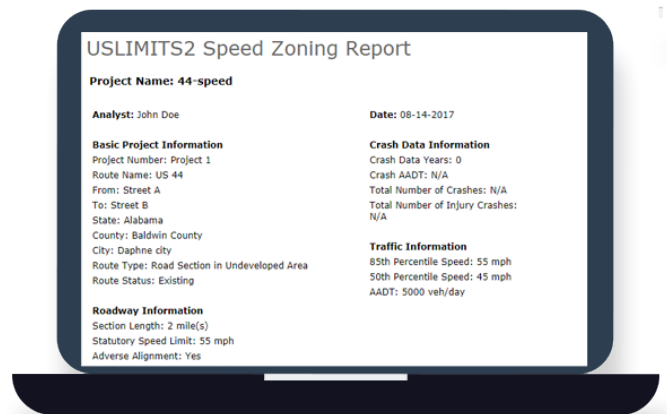 USLIMITS2 Speed Zoning Report
Project Name: 44-speed
Analyst: John Doe
Date: 08-14-2017
Basic Project Information
Project Number: Project 1
Route Name: US 44
From: Street A
To: Street B
State: Alabama
County: Baldwin County
City: Daphne city
Route Type: Road Section in Undeveloped Area
Route Status: Existing
Crash Data Information
Crash Data Years: 0
Crash AADT: N/A
Total Number of Crashes: N/A
Total Number of Injury Crashes:
N/A
Traffic Information
85th Percentile Speed: 55 mph
50th Percentile Speed: 45 mph
AADT: 5000 veh/day
Roadway Information
Section Length: 2 mile(s)
Statutory Speed Limit: 55 mph
Adverse Alignment: Yes